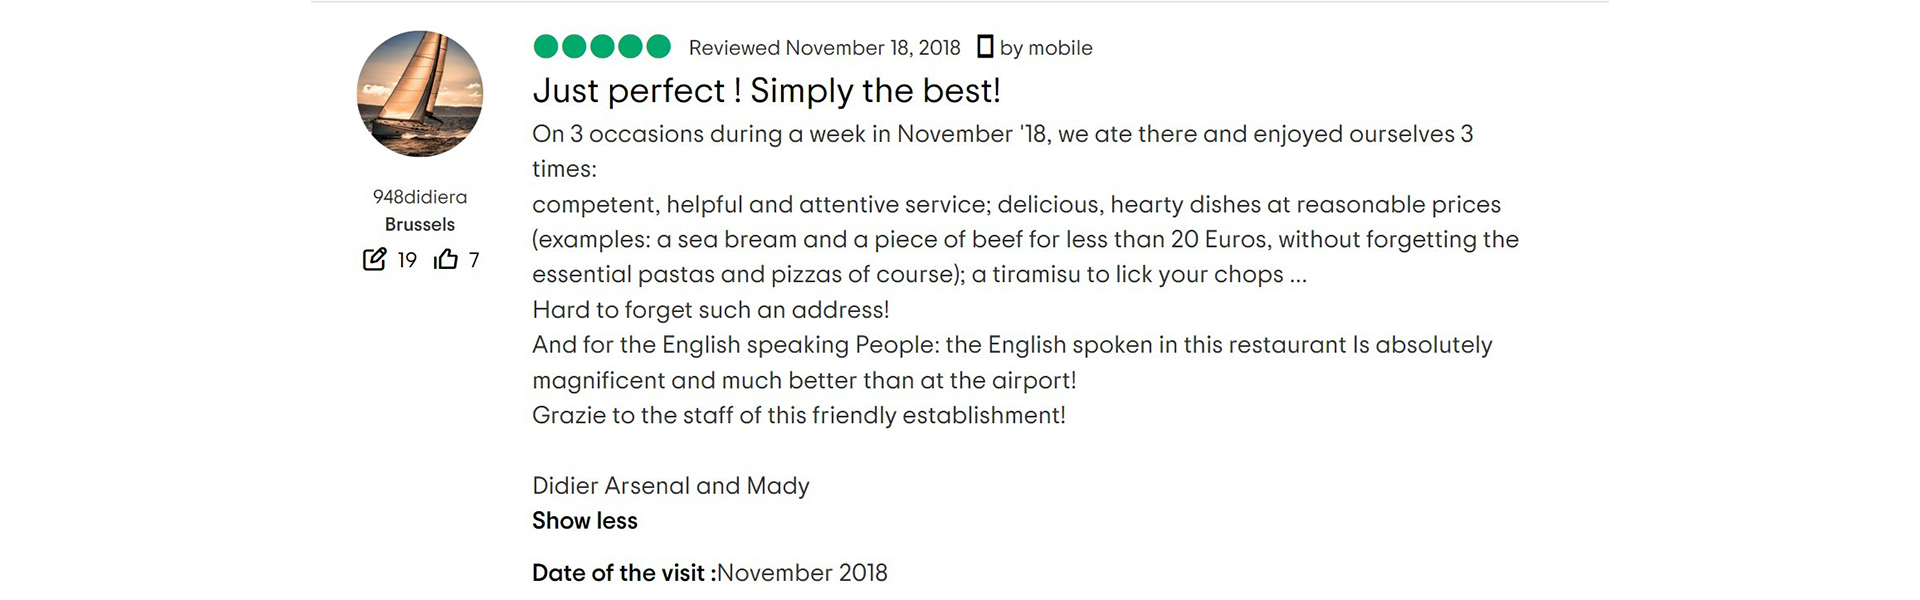 Reviewed November 18, 2018 by mobile
Just perfect ! Simply the best!
On 3 occasions during a week in November '18, we ate there and enjoyed ourselves 3
times:
948didiera
competent, helpful and attentive service; delicious, hearty dishes at reasonable prices
Brussels
(examples: a sea bream and a piece of beef for less than 20 Euros, without forgetting the
19 7
essential pastas and pizzas of course); a tiramisu to lick your chops ...
Hard to forget such an address!
And for the English speaking People: the English spoken in this restaurant Is absolutely
magnificent and much better than at the airport!
Grazie to the staff of this friendly establishment!
Didier Arsenal and Mady
Show less
Date of the visit :November 2018